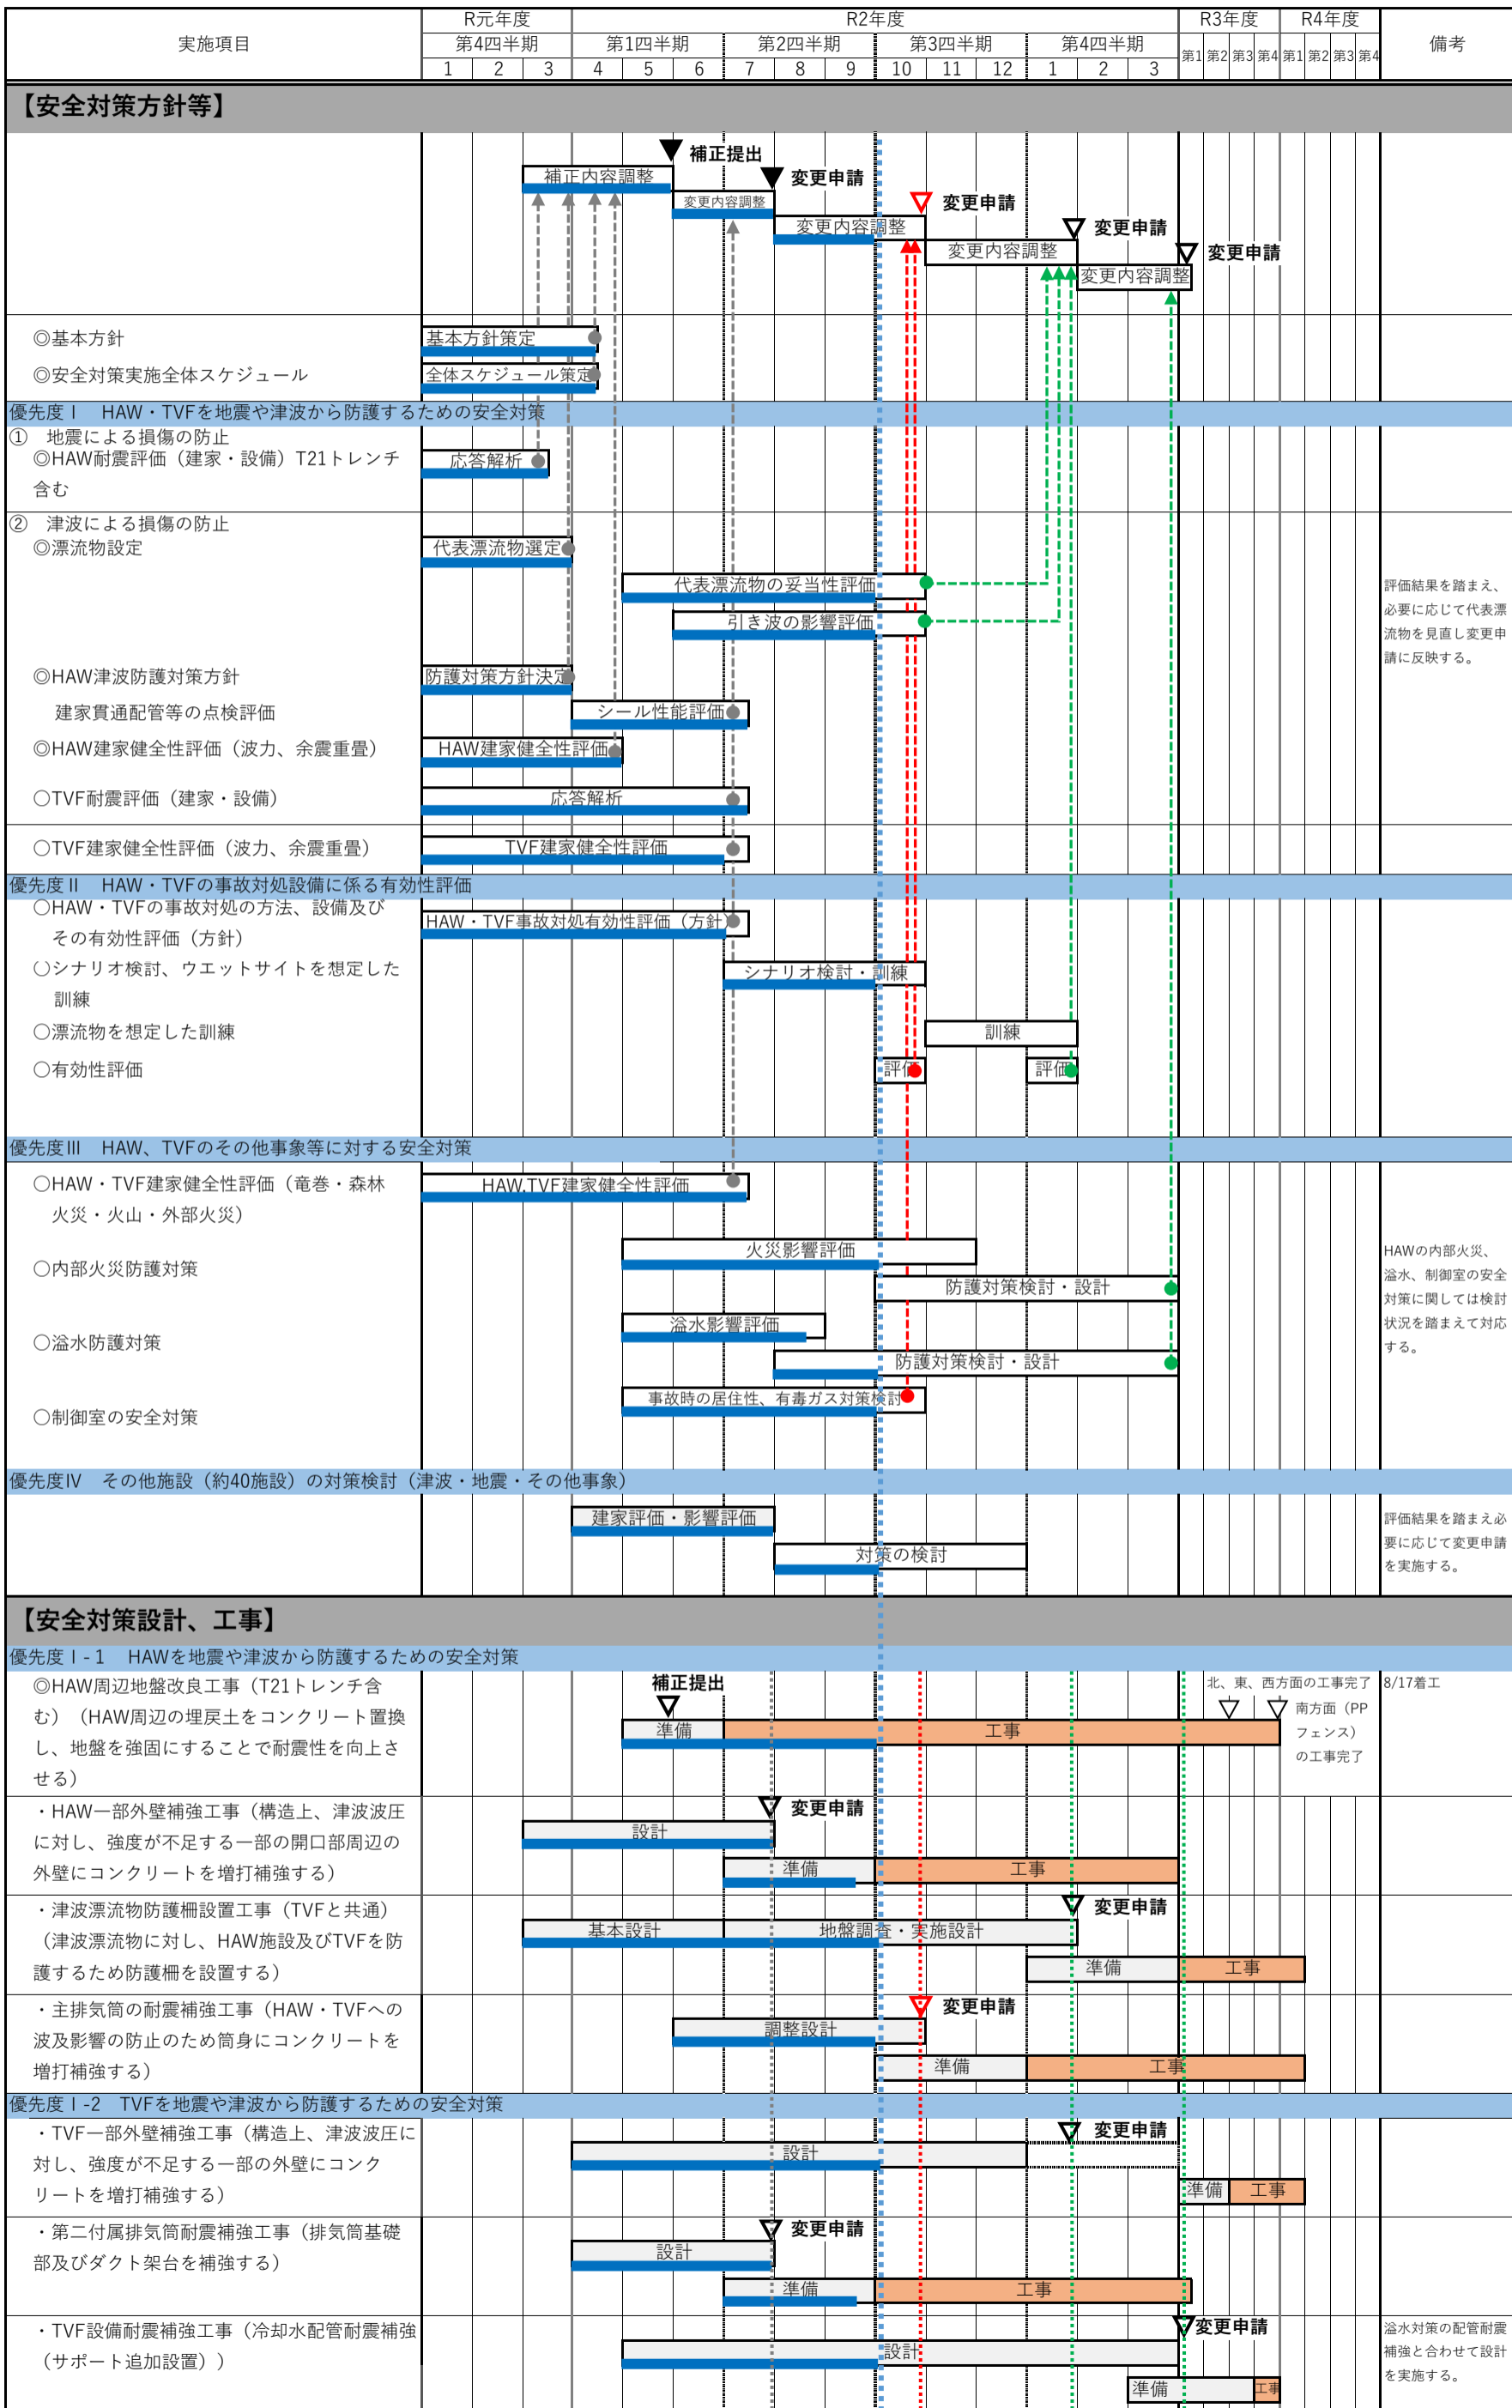 実施項目
R元年度
R2年度
R3年度
R4年度
備考
第4四半期
第1四半期
第2四半期
第3四半期
第4四半期
第1 第2 第3 第4 第1 第2 第3 第4
1 2 3 4 5 6 7 8 9 10 11 12 1 2 3
【安全対策方針等】
補正提出
補正内容調整
変更申請
変更内容調整
変更申請
変更内容調整
変更申請
変更内容調整
変更申請
変更内容調整
◎基本方針
基本方針策定
◎安全対策実施全体スケジュール
全体スケジュール策定
優先度Ⅰ　HAW・TVFを地震や津波から防護するための安全対策
①　地震による損傷の防止
◎HAW耐震評価（建家・設備）T21トレンチ
含む
応答解析
②　津波による損傷の防止
◎漂流物設定
代表漂流物選定
代表漂流物の妥当性評価
引き波の影響評価
評価結果を踏まえ、
必要に応じて代表漂
流物を見直し変更申
請に反映する。
◎HAW津波防護対策方針
防護対策方針決定
建家貫通配管等の点検評価
シール性能評価
◎HAW建家健全性評価（波力、余震重畳）
HAW建家健全性評価
○TVF耐震評価（建家・設備）
応答解析
○TVF建家健全性評価（波力、余震重畳）
TVF建家健全性評価
優先度Ⅱ　HAW・TVFの事故対処設備に係る有効性評価
○HAW・TVFの事故対処の方法、設備及び
その有効性評価（方針）
HAW・TVF事故対処有効性評価（方針）
○シナリオ検討、ウエットサイトを想定した
訓練
シナリオ検討・訓練
○漂流物を想定した訓練
訓練
○有効性評価
評価
評価
優先度Ⅲ　HAW、TVFのその他事象等に対する安全対策
○HAW・TVF建家健全性評価（竜巻・森林
火災・火山・外部火災）
HAW.TVF建家健全性評価
○内部火災防護対策
火災影響評価
防護対策検討・設計
○溢水防護対策
溢水影響評価
防護対策検討・設計
○制御室の安全対策
事故時の居住性、有毒ガス対策検討
HAWの内部火災、
溢水、制御室の安全
対策に関しては検討
状況を踏まえて対応
する。
優先度Ⅳ　その他施設（約40施設）の対策検討（津波・地震・その他事象）
建家評価・影響評価
対策の検討
評価結果を踏まえ必
要に応じて変更申請
を実施する。
【安全対策設計、工事】
優先度Ⅰ-１　HAWを地震や津波から防護するための安全対策
◎HAW周辺地盤改良工事（T21トレンチ含
む）（HAW周辺の埋戻土をコンクリート置換
し、地盤を強固にすることで耐震性を向上さ
せる）
補正提出
準備
工事
北、東、西方面の工事完了
南方面（PP
フェンス）
の工事完了
8/17着工
・HAW一部外壁補強工事（構造上、津波波圧
に対し、強度が不足する一部の開口部周辺の
外壁にコンクリートを増打補強する）
変更申請
設計
準備
工事
・津波漂流物防護柵設置工事（TVFと共通）
（津波漂流物に対し、HAW施設及びTVFを防
護するため防護柵を設置する）
変更申請
基本設計
地盤調査・実施設計
準備
工事
・主排気筒の耐震補強工事（HAW・TVFへの
波及影響の防止のため筒身にコンクリートを
増打補強する）
変更申請
調整設計
準備
工事
優先度Ⅰ-2　TVFを地震や津波から防護するための安全対策
・TVF一部外壁補強工事（構造上、津波波圧に
対し、強度が不足する一部の外壁にコンク
リートを増打補強する）
変更申請
設計
準備
工事
・第二付属排気筒耐震補強工事（排気筒基礎
部及びダクト架台を補強する）
変更申請
設計
準備
工事
・TVF設備耐震補強工事（冷却水配管耐震補強
（サポート追加設置））
変更申請
設計
準備
工事
溢水対策の配管耐震
補強と合わせて設計
を実施する。